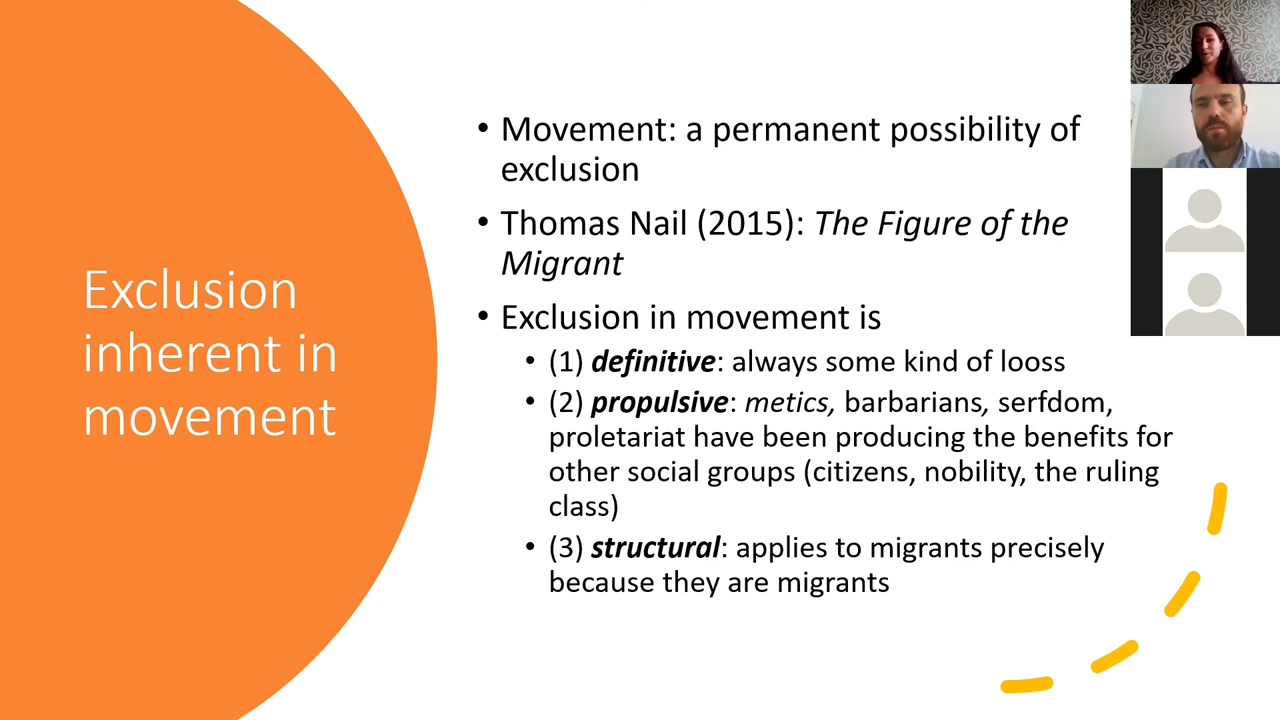 Exclusion
inherent in
movement
• Movement: a permanent possibility of
exclusion
• Thomas Nail (2015): The Figure of the
Migrant
• Exclusion in movement is
• (1) definitive: always some kind of looss
• (2) propulsive: metics, barbarians, serfdom,
proletariat have been producing the benefits for
other social groups (citizens, nobility, the ruling
class)
• (3) structural: applies to migrants precisely
because they are migrants